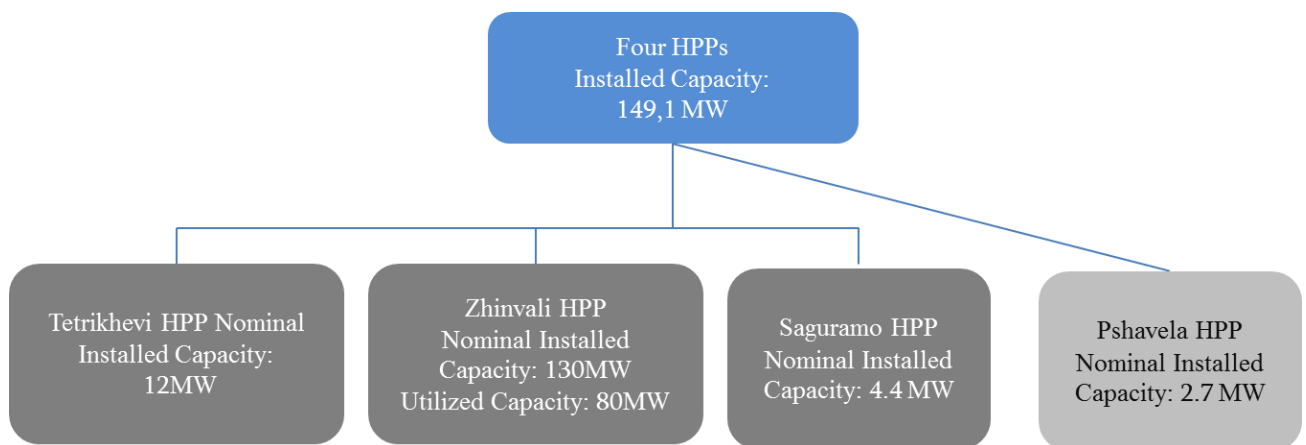 Four HPPs
Installed Capacity:
149,1 MW
Tetrikhevi HPP Nominal
Installed Capacity:
12MW
Zhinvali HPP
Nominal Installed
Capacity: 130MW
Utilized Capacity: 80MW
Saguramo HPP
Nominal Installed
Capacity: 4.4 MW
Pshavela HPP
Nominal Installed
Capacity: 2.7 MW